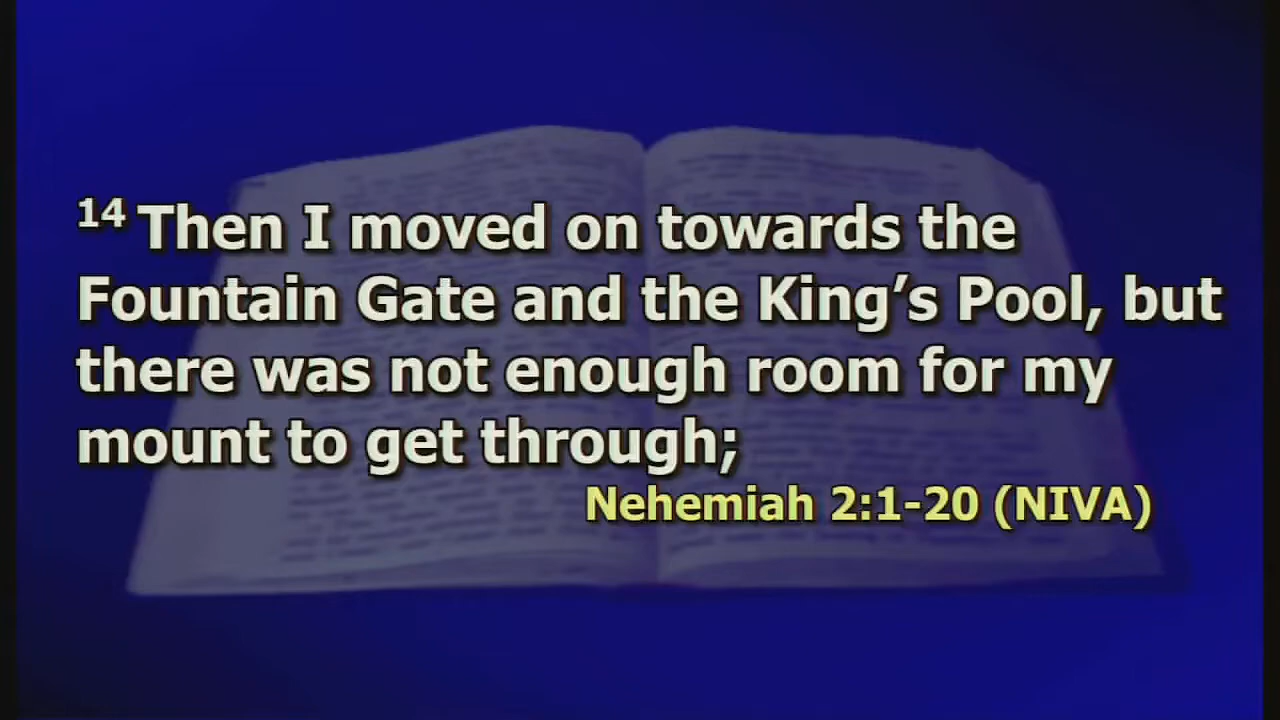 14 Then I moved on towards the
Fountain Gate and the King’s Pool, but
there was not enough room for my
mount to get through;
Nehemiah 2:1-20 (NIVA)